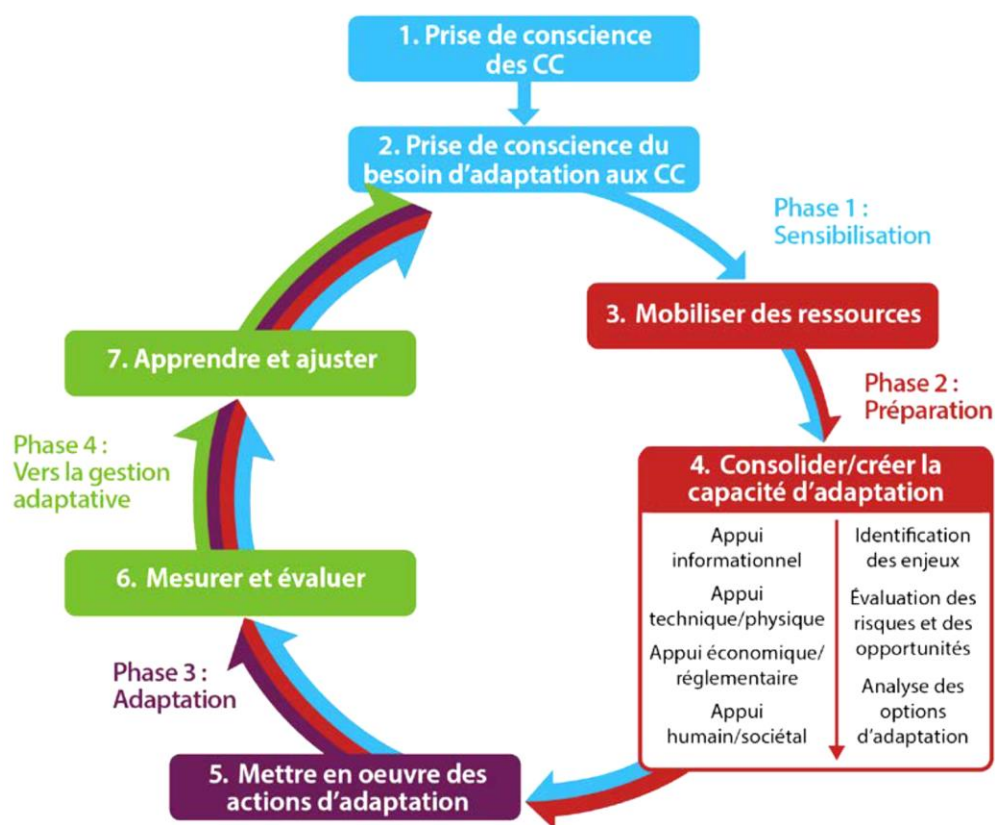 1. Prise de conscience
des CC
2. Prise de conscience du
besoin d'adaptation aux CC
Phase 1 :
Sensibilisation
3. Mobiliser des ressources
Phase 2 :
Préparation
4. Consolider/créer la
capacité d'adaptation
Appui
informationnel
Appui
technique/physique
Appui économique/
réglementaire
Appui
humain/sociétal
Identification
des enjeux
Évaluation des
risques et des
opportunités
Analyse des
options
d'adaptation
5. Mettre en oeuvre des
actions d'adaptation
Phase 3 :
Adaptation
6. Mesurer et évaluer
Phase 4 :
Vers la gestion
adaptative
7. Apprendre et ajuster